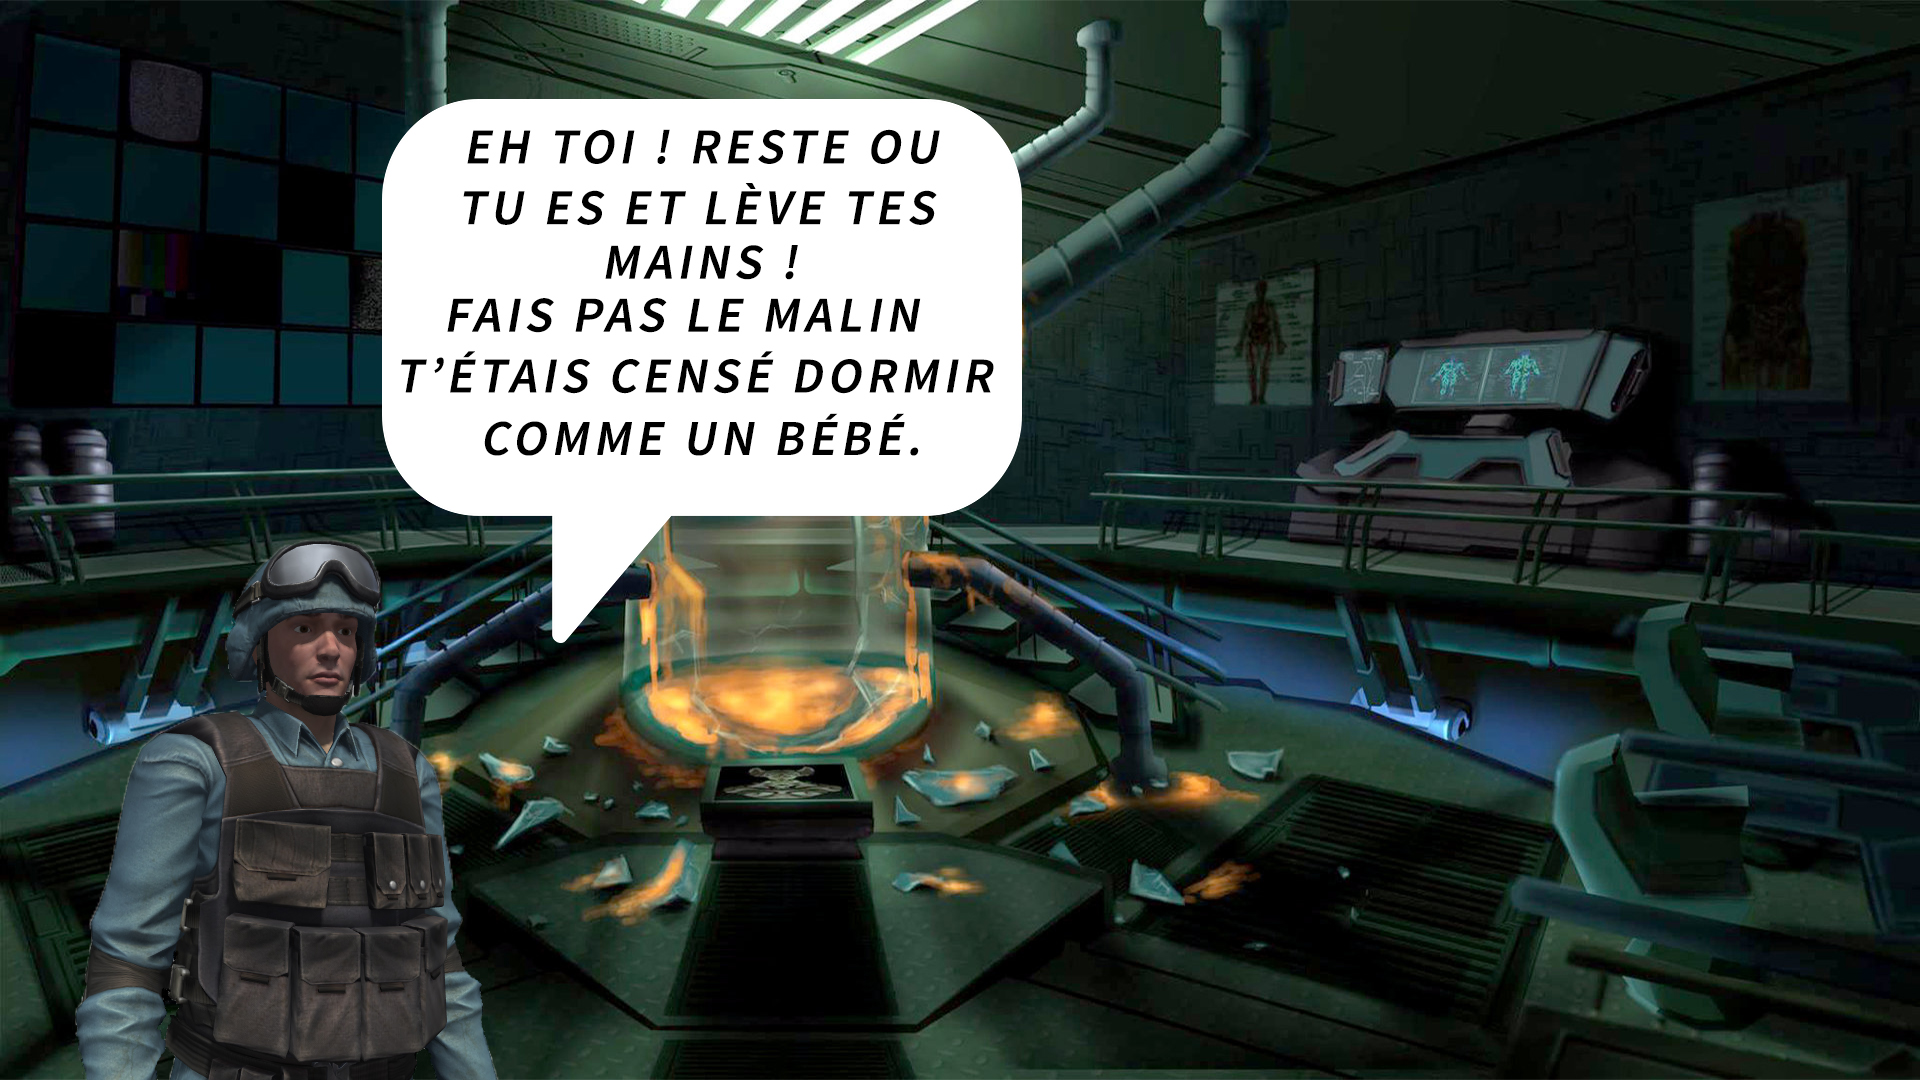 EH TOI ! RESTE OU
TU ES ET LÈVE TES
MAINS !
FAIS PAS LE MALIN
T’ÉTAIS CENSÉ DORMIR
COMME UN BÉBÉ.